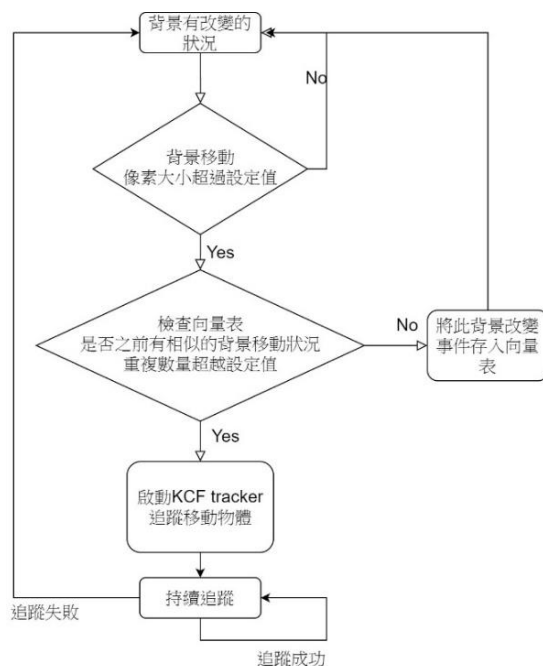 背景有改變的
狀況
No
背景移動
像素大小超過設定值
Yes
檢查向量表
是否之前有相似的背景移動狀況
重複數量超越設定值
No
將此背景改變
事件存入向量
表
Yes
啟動KCF tracker
追蹤移動物體
持續追蹤
追蹤失敗
追蹤成功